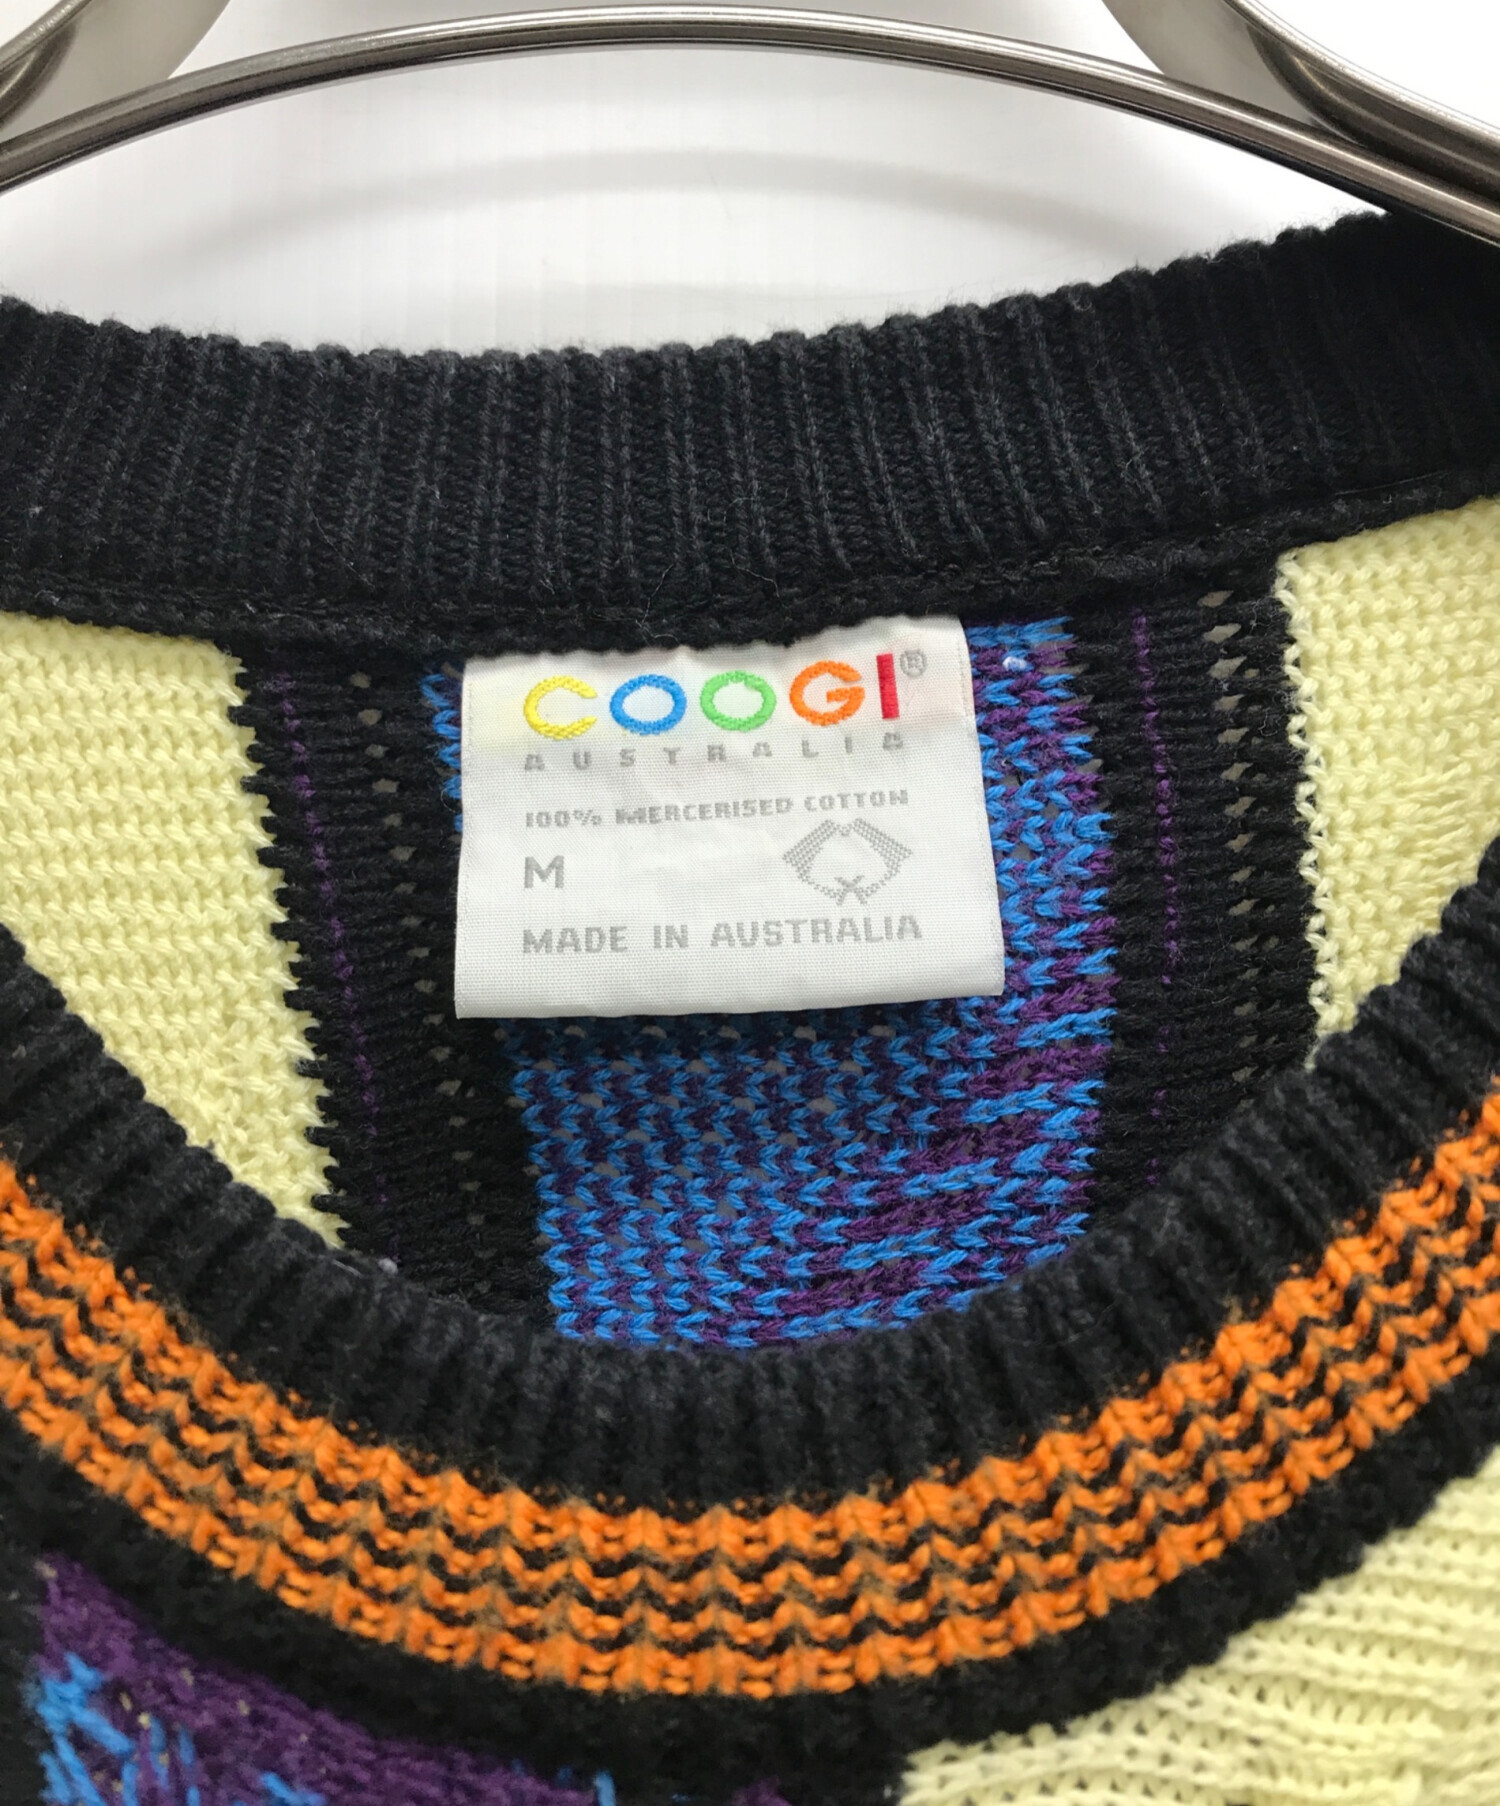 COOGI®
AUSTRALIA
100% MERCERISED COTTON
M
MADE IN AUSTRALIA